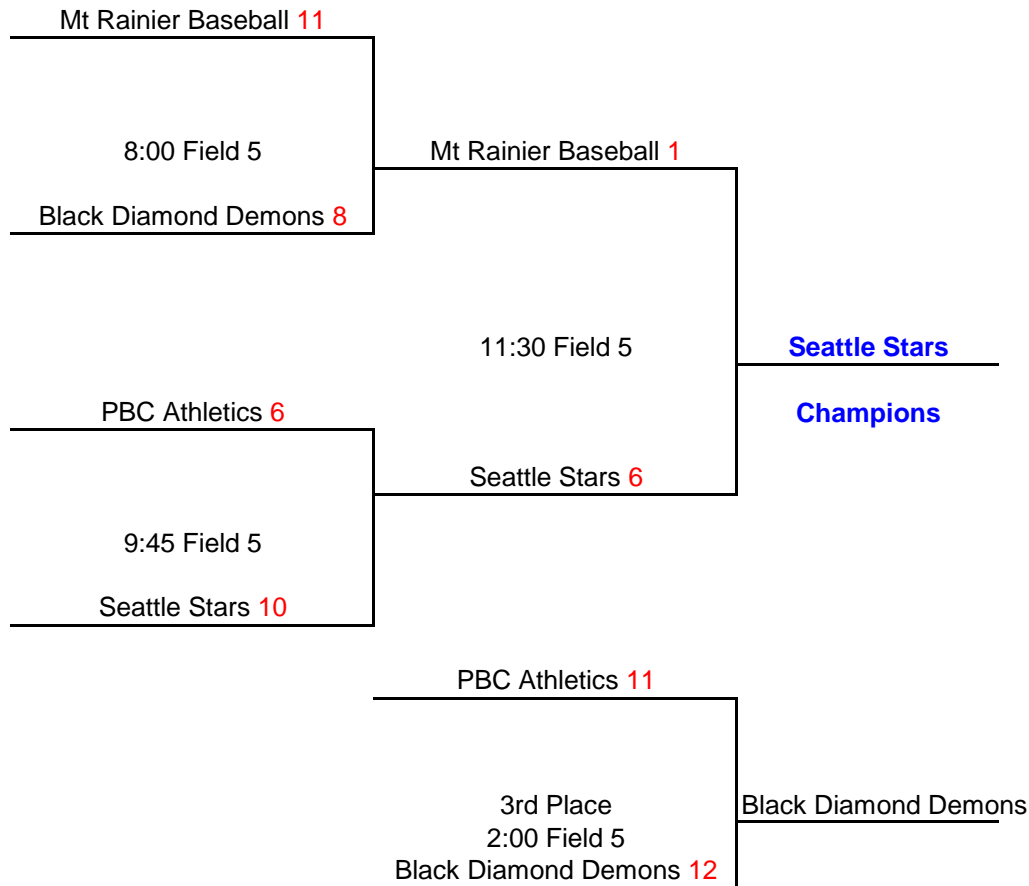 Mt Rainier Baseball 11
8:00 Field 5
Mt Rainier Baseball 1
Black Diamond Demons 8
11:30 Field 5
Seattle Stars
PBC Athletics 6
Champions
Seattle Stars 6
9:45 Field 5
Seattle Stars 10
PBC Athletics 11
3rd Place
Black Diamond Demons
2:00 Field 5
Black Diamond Demons 12